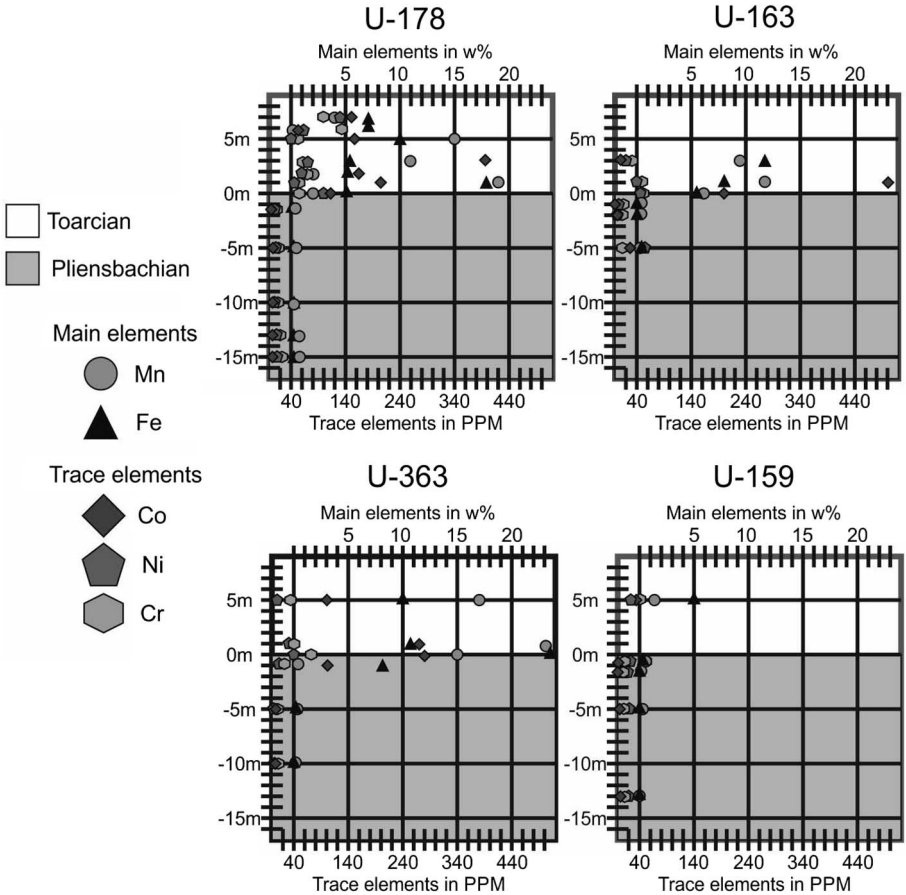 U-178
Main elements in w%
5 10 15 20
5m
0m
-5m
-10m
-15m
40 140 240 340 440
Trace elements in PPM
U-163
Main elements in w%
5 10 15 20
5m
0m
-5m
-10m
-15m
40 140 240 340 440
Trace elements in PPM
Toarcian
Pliensbachian
Main elements
Mn
Fe
Trace elements
Co
Ni
Cr
U-363
Main elements in w%
5 10 15 20
5m
0m
-5m
-10m
-15m
40 140 240 340 440
Trace elements in PPM
U-159
Main elements in w%
5 10 15 20
5m
0m
-5m
-10m
-15m
40 140 240 340 440
Trace elements in PPM